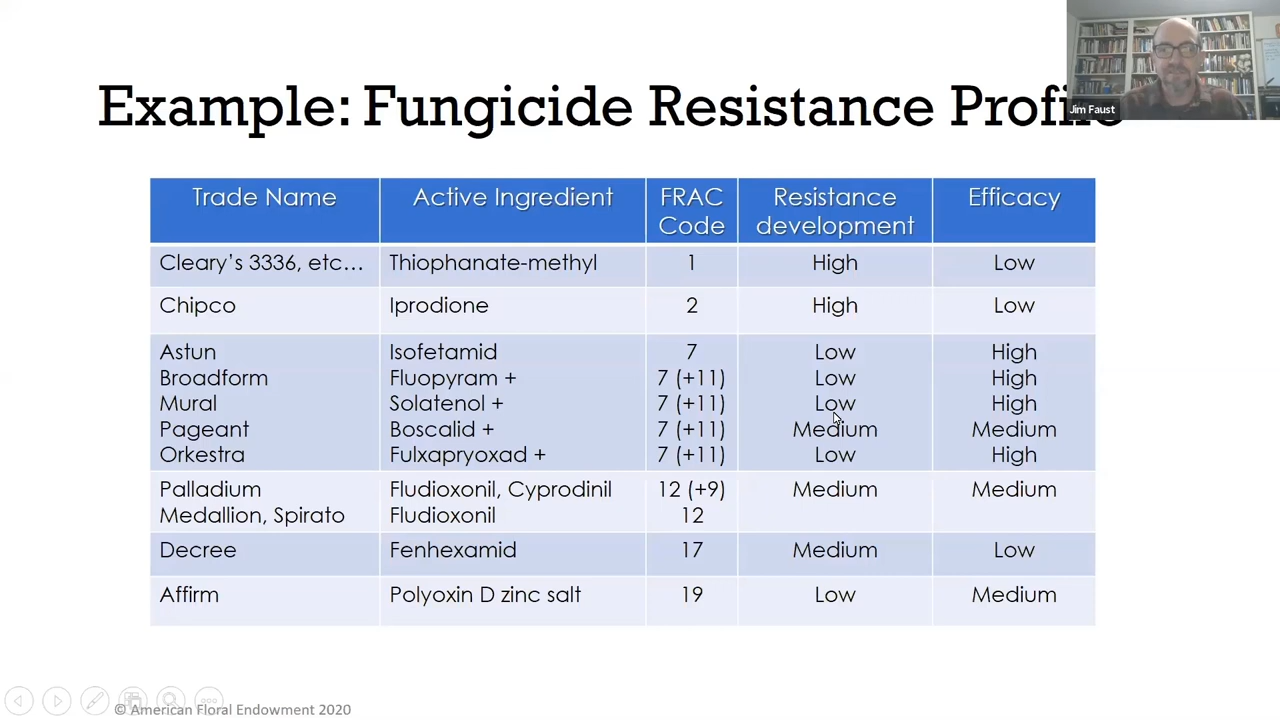 Example: Fungicide Resistance Profile
Jim Faust
Trade Name Active Ingredient FRAC Code Resistance development Efficacy
Cleary's 3336, etc… Thiophanate-methyl 1 High Low
Chipco Iprodione 2 High Low
Astun Isofetamid 7 Low High
Broadform Fluopyram + 7 (+11) Low High
Mural Solatenol + 7 (+11) Low High
Pageant Boscalid + 7 (+11) Medium Medium
Orkestra Fulxapryoxad + 7 (+11) Low High
Palladium Fludioxonil, Cyprodinil 12 (+9) Medium Medium
Medallion, Spirato Fludioxonil 12
Decree Fenhexamid 17 Medium Low
Affirm Polyoxin D zinc salt 19 Low Medium
© American Floral Endowment 2020